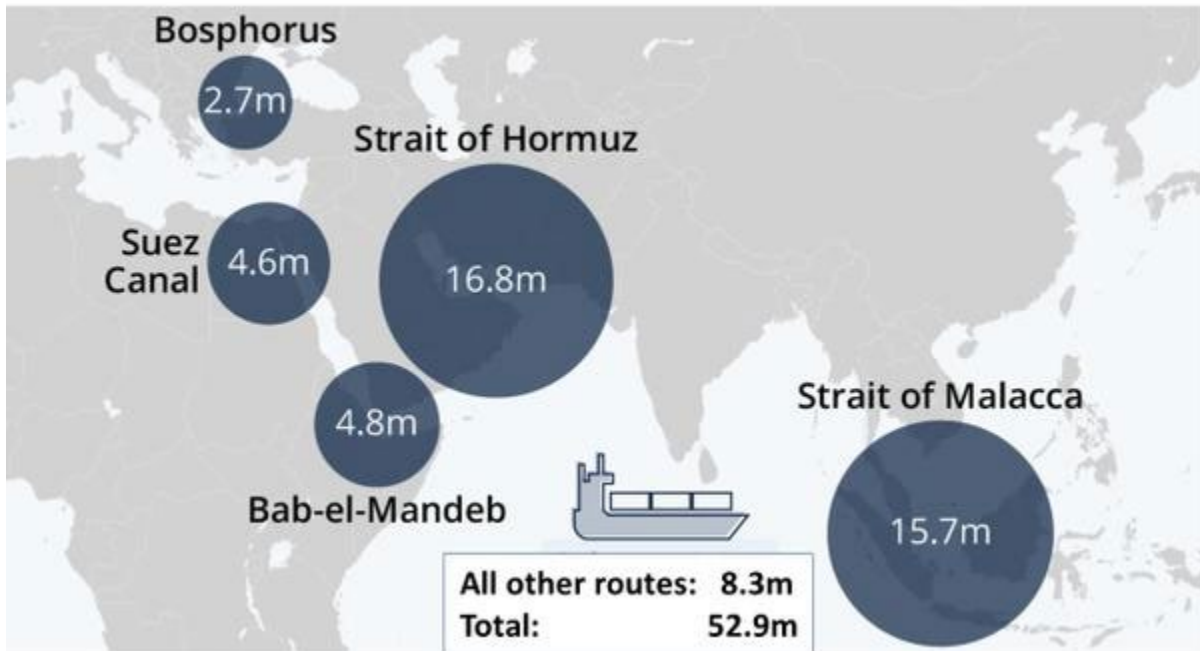 Bosphorus
2.7m
Strait of Hormuz
16.8m
Suez
Canal
4.6m
4.8m
Bab-el-Mandeb
Strait of Malacca
15.7m
All other routes: 8.3m
Total: 52.9m